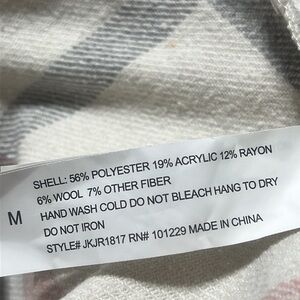 SHELL: 56% POLYESTER 19% ACRYLIC 12% RAYON
6% WOOL 7% OTHER FIBER
HAND WASH COLD DO NOT BLEACH HANG TO DRY
M
DO NOT IRON
STYLE# JKJR1817 RN# 101229 MADE IN CHINA